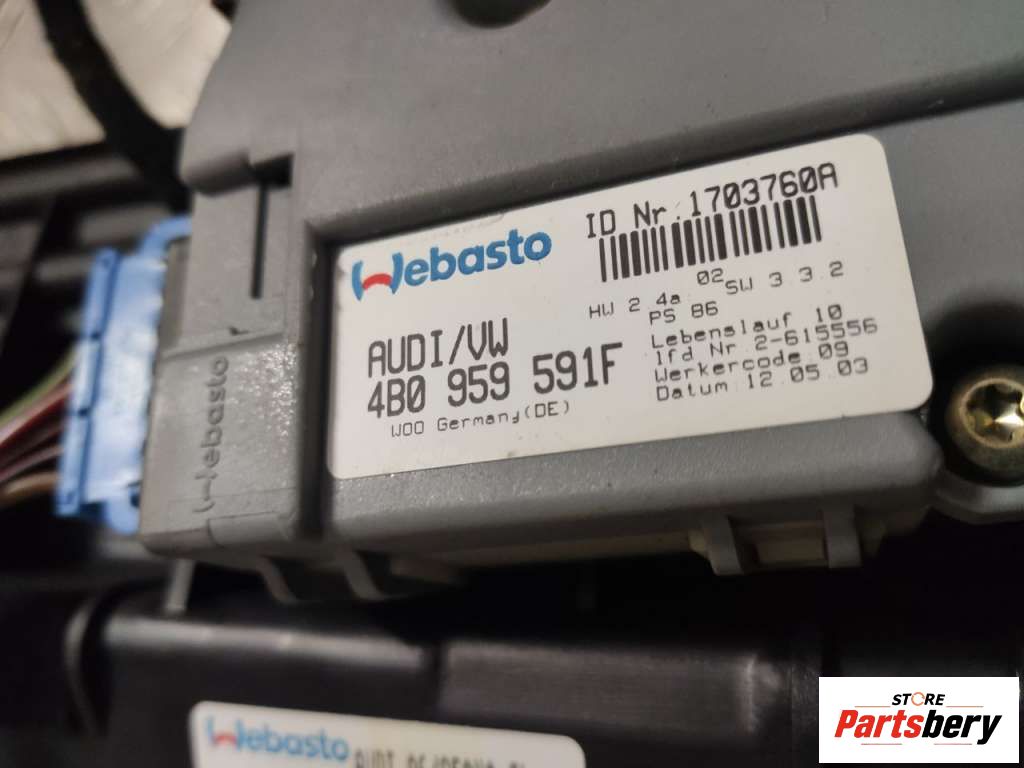 Webasto
ID Nr. 1703760A
HW 2.4a 02 SW 3.3.2
PS 86
AUDI/VW
4B0 959 591F
W00 Germany(DE)
Lebenslauf 10
lfd Nr. 2-615556
Werkercode 09
Datum 12.05.03
Webasto
Webasto
STORE
Partsbery